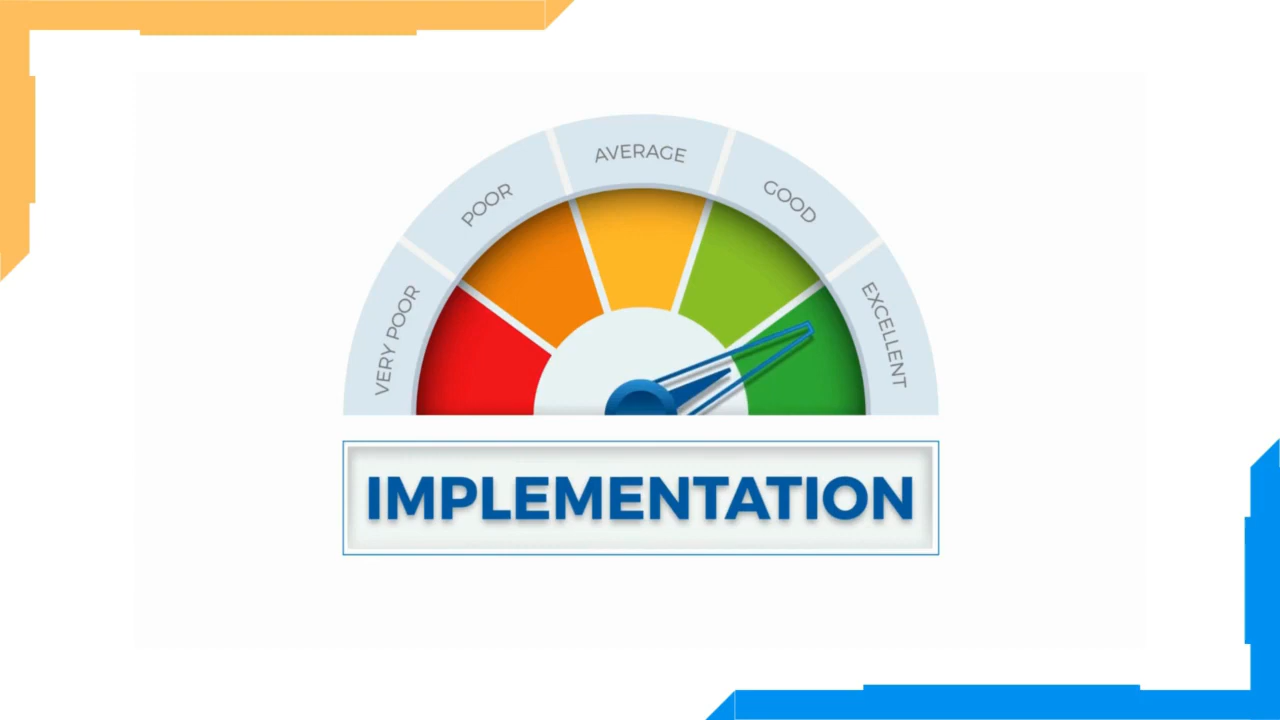 VERY POOR
POOR
AVERAGE
GOOD
EXCELLENT
IMPLEMENTATION